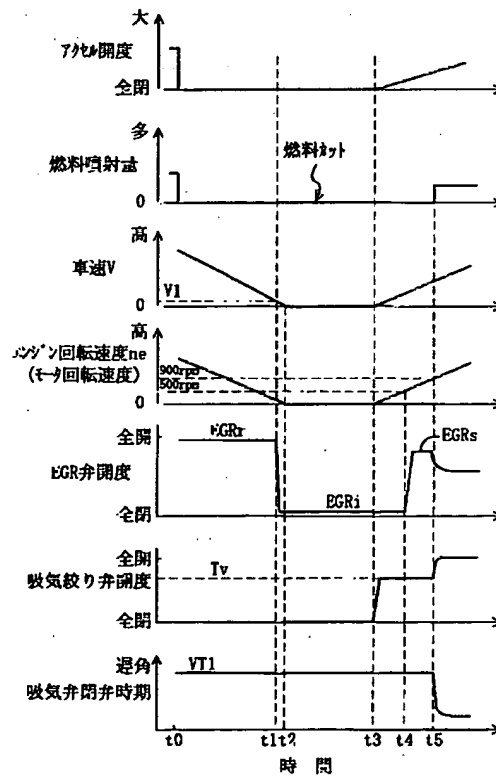 大
アクセル開度
全閉
多
燃料噴射量
燃料カット
0
高
車速V
V1
0
高
エンジン回転速度ne
(モータ回転速度)
900rpm
500rpm
0
全開
EGRr
EGRs
EGR弁開度
EGRi
全閉
全開
Tv
吸気絞り弁開度
全閉
遅角
VT1
吸気弁閉弁時期
t0
t1
t2
t3
t4
t5
時間